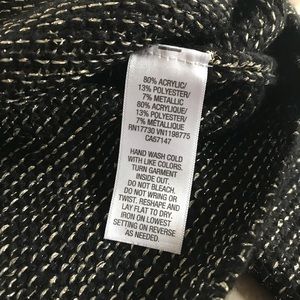 80% ACRYLIC/
13% POLYESTER/
7% METALLIC
80% ACRYLIQUE/
13% POLYESTER/
7% MÉTALLIQUE
RN17730 VN1198775
CA57147
HAND WASH COLD
WITH LIKE COLORS.
TURN GARMENT
INSIDE OUT.
DO NOT BLEACH.
DO NOT WRING OR
TWIST. RESHAPE AND
LAY FLAT TO DRY.
IRON ON LOWEST
SETTING ON REVERSE
AS NEEDED.